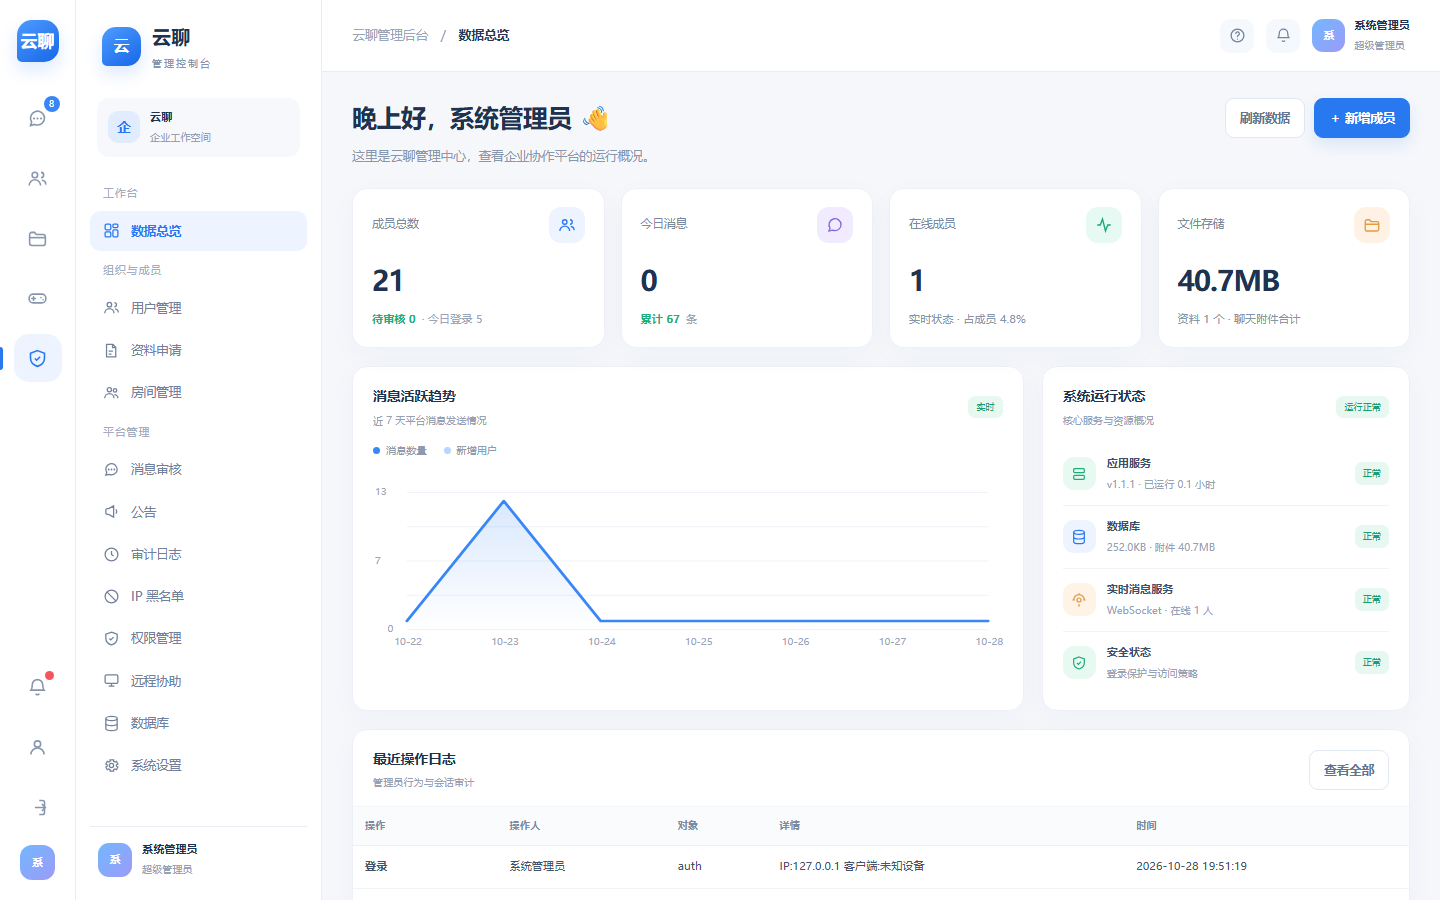 云聊
8
系
云
云聊
管理控制台
企
云聊
企业工作空间
工作台
数据总览
组织与成员
用户管理
资料申请
房间管理
平台管理
消息审核
公告
审计日志
IP 黑名单
权限管理
远程协助
数据库
系统设置
系
系统管理员
超级管理员
云聊管理后台 / 数据总览
系
系统管理员
超级管理员
晚上好，系统管理员 👋
这里是云聊管理中心，查看企业协作平台的运行概况。
刷新数据
+ 新增成员
成员总数
21
待审核 0 · 今日登录 5
今日消息
0
累计 67 条
在线成员
1
实时状态 · 占成员 4.8%
文件存储
40.7MB
资料 1 个 · 聊天附件合计
消息活跃趋势
近 7 天平台消息发送情况
实时
消息数量 新增用户
13
7
0
10-22 10-23 10-24 10-25 10-26 10-27 10-28
系统运行状态
核心服务与资源概况
运行正常
应用服务
v1.1.1 · 已运行 0.1 小时
正常
数据库
252.0KB · 附件 40.7MB
正常
实时消息服务
WebSocket · 在线 1 人
正常
安全状态
登录保护与访问策略
正常
最近操作日志
管理员行为与会话审计
查看全部
操作 操作人 对象 详情 时间
登录 系统管理员 auth IP:127.0.0.1 客户端:未知设备 2026-10-28 19:51:19